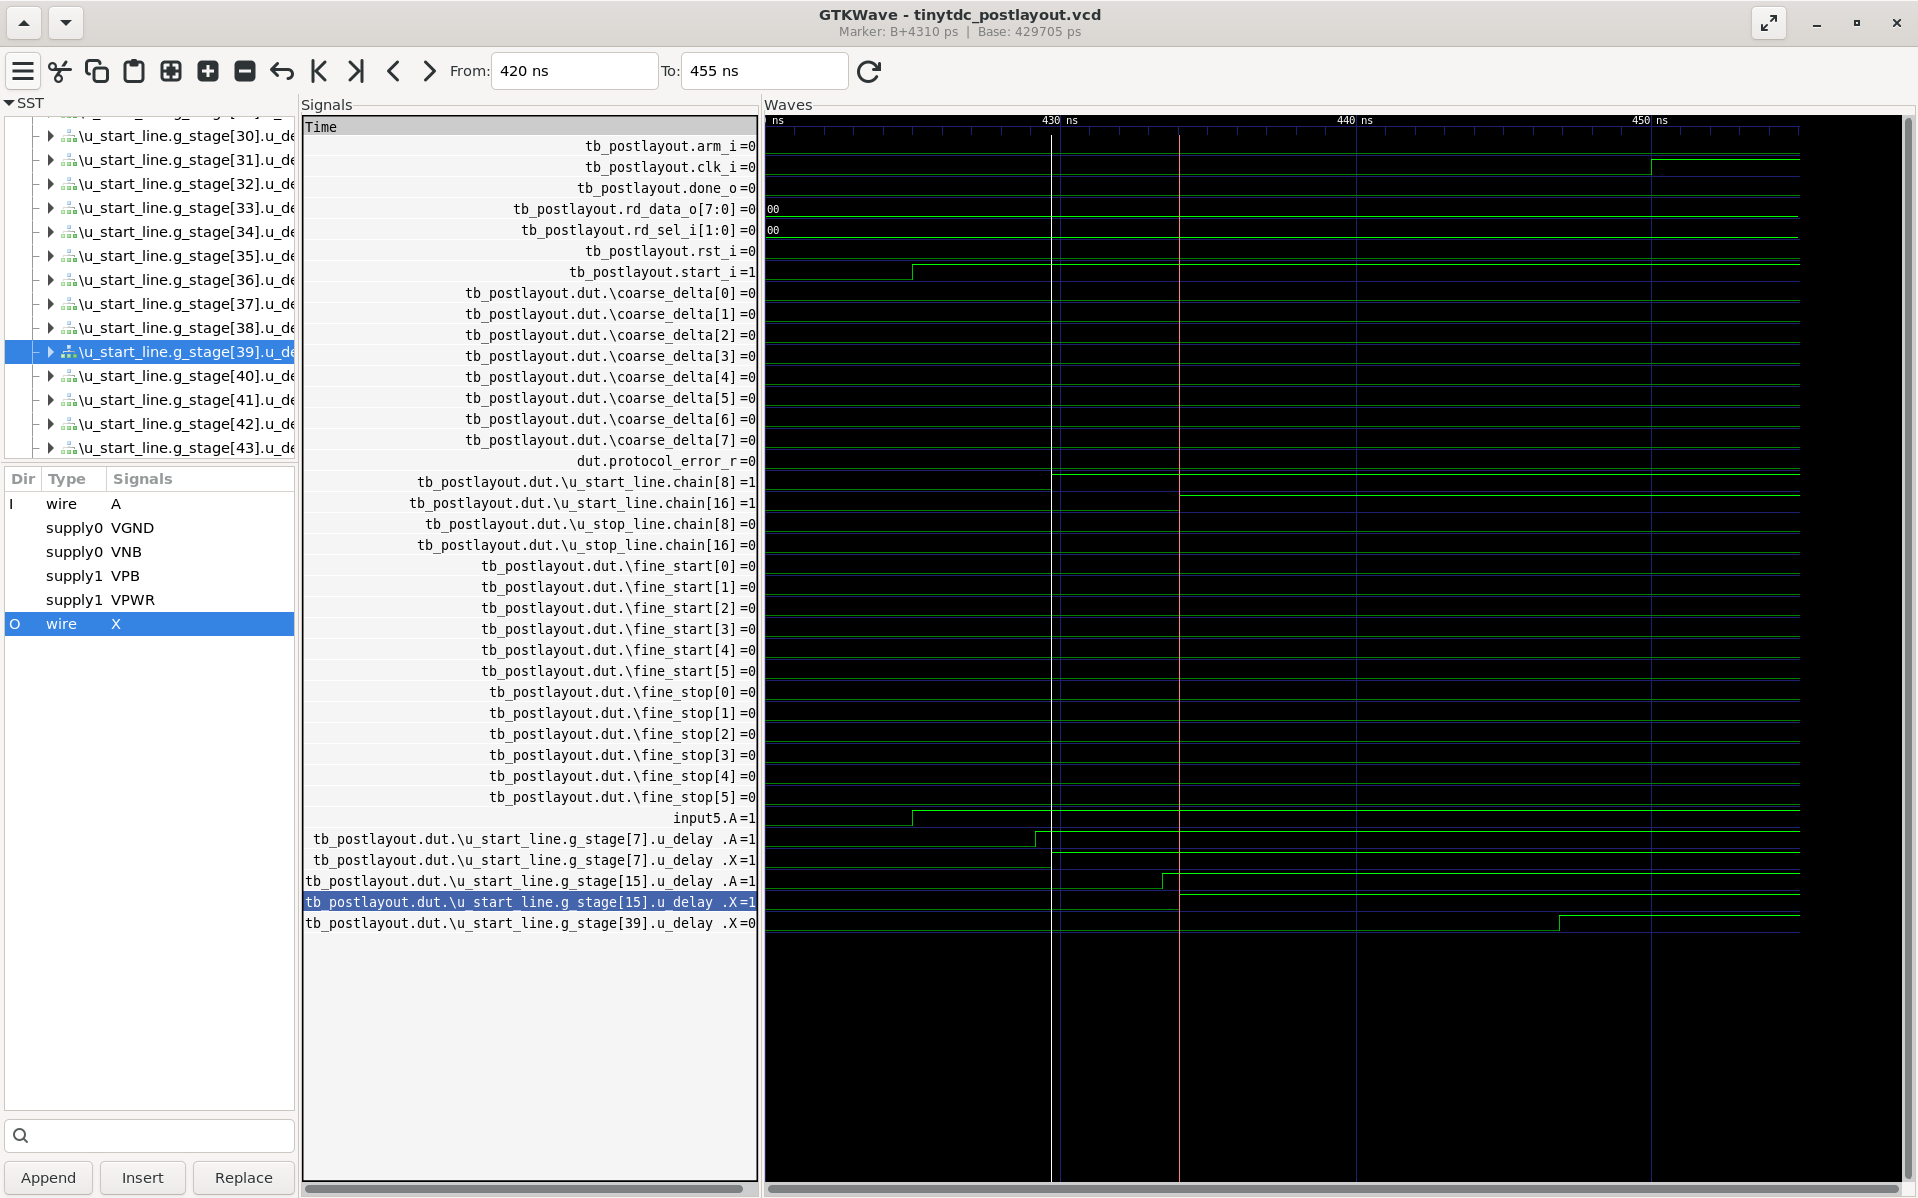 GTKWave - tinytdc_postlayout.vcd
Marker: B+4310 ps | Base: 429705 ps
From: 420 ns To: 455 ns
SST
\u_start_line.g_stage[30].u_de
\u_start_line.g_stage[31].u_de
\u_start_line.g_stage[32].u_de
\u_start_line.g_stage[33].u_de
\u_start_line.g_stage[34].u_de
\u_start_line.g_stage[35].u_de
\u_start_line.g_stage[36].u_de
\u_start_line.g_stage[37].u_de
\u_start_line.g_stage[38].u_de
\u_start_line.g_stage[39].u_de
\u_start_line.g_stage[40].u_de
\u_start_line.g_stage[41].u_de
\u_start_line.g_stage[42].u_de
\u_start_line.g_stage[43].u_de
Dir Type Signals
I wire A
supply0 VGND
supply0 VNB
supply1 VPB
supply1 VPWR
O wire X
Append Insert Replace
Signals
Time
tb_postlayout.arm_i=0
tb_postlayout.clk_i=0
tb_postlayout.done_o=0
tb_postlayout.rd_data_o[7:0]=0
tb_postlayout.rd_sel_i[1:0]=0
tb_postlayout.rst_i=0
tb_postlayout.start_i=1
tb_postlayout.dut.\coarse_delta[0]=0
tb_postlayout.dut.\coarse_delta[1]=0
tb_postlayout.dut.\coarse_delta[2]=0
tb_postlayout.dut.\coarse_delta[3]=0
tb_postlayout.dut.\coarse_delta[4]=0
tb_postlayout.dut.\coarse_delta[5]=0
tb_postlayout.dut.\coarse_delta[6]=0
tb_postlayout.dut.\coarse_delta[7]=0
dut.protocol_error_r=0
tb_postlayout.dut.\u_start_line.chain[8]=1
tb_postlayout.dut.\u_start_line.chain[16]=1
tb_postlayout.dut.\u_stop_line.chain[8]=0
tb_postlayout.dut.\u_stop_line.chain[16]=0
tb_postlayout.dut.\fine_start[0]=0
tb_postlayout.dut.\fine_start[1]=0
tb_postlayout.dut.\fine_start[2]=0
tb_postlayout.dut.\fine_start[3]=0
tb_postlayout.dut.\fine_start[4]=0
tb_postlayout.dut.\fine_start[5]=0
tb_postlayout.dut.\fine_stop[0]=0
tb_postlayout.dut.\fine_stop[1]=0
tb_postlayout.dut.\fine_stop[2]=0
tb_postlayout.dut.\fine_stop[3]=0
tb_postlayout.dut.\fine_stop[4]=0
tb_postlayout.dut.\fine_stop[5]=0
input5.A=1
tb_postlayout.dut.\u_start_line.g_stage[7].u_delay .A=1
tb_postlayout.dut.\u_start_line.g_stage[7].u_delay .X=1
tb_postlayout.dut.\u_start_line.g_stage[15].u_delay .A=1
tb_postlayout.dut.\u_start_line.g_stage[15].u_delay .X=1
tb_postlayout.dut.\u_start_line.g_stage[39].u_delay .X=0
Waves
ns 430 ns 440 ns 450 ns
00
00